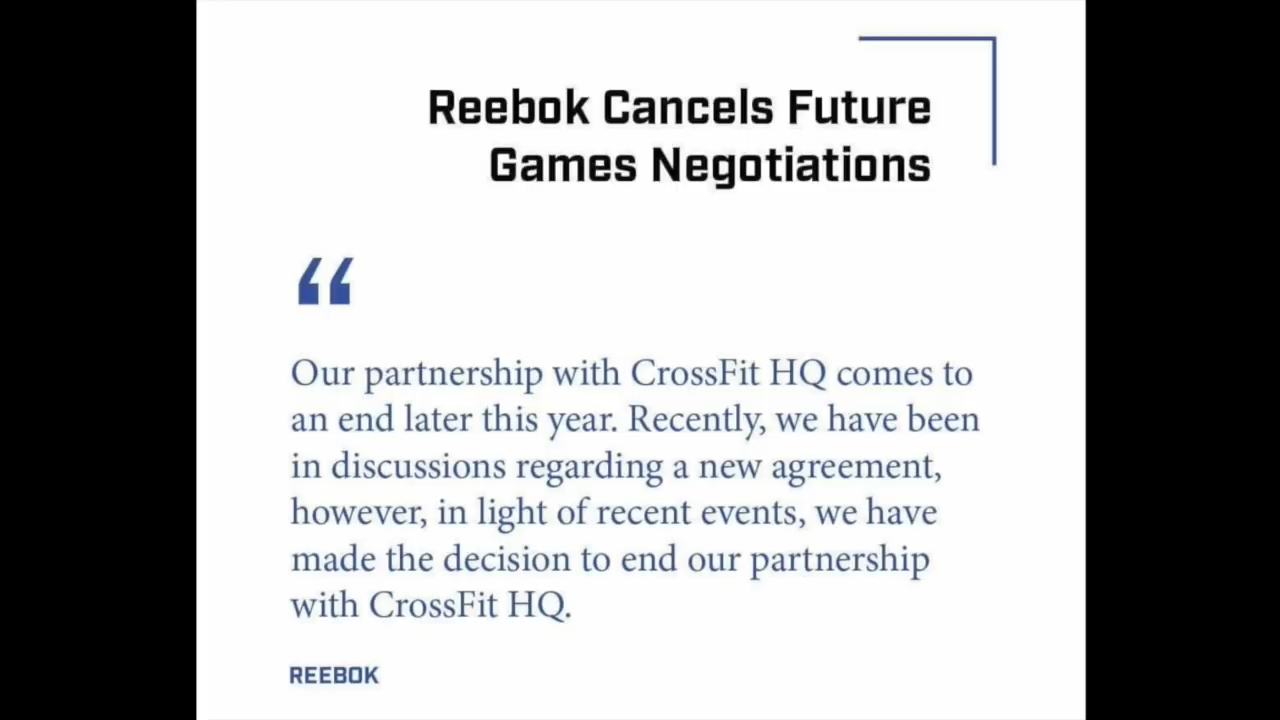 Reebok Cancels Future
Games Negotiations
“
Our partnership with CrossFit HQ comes to
an end later this year. Recently, we have been
in discussions regarding a new agreement,
however, in light of recent events, we have
made the decision to end our partnership
with CrossFit HQ.
REEBOK